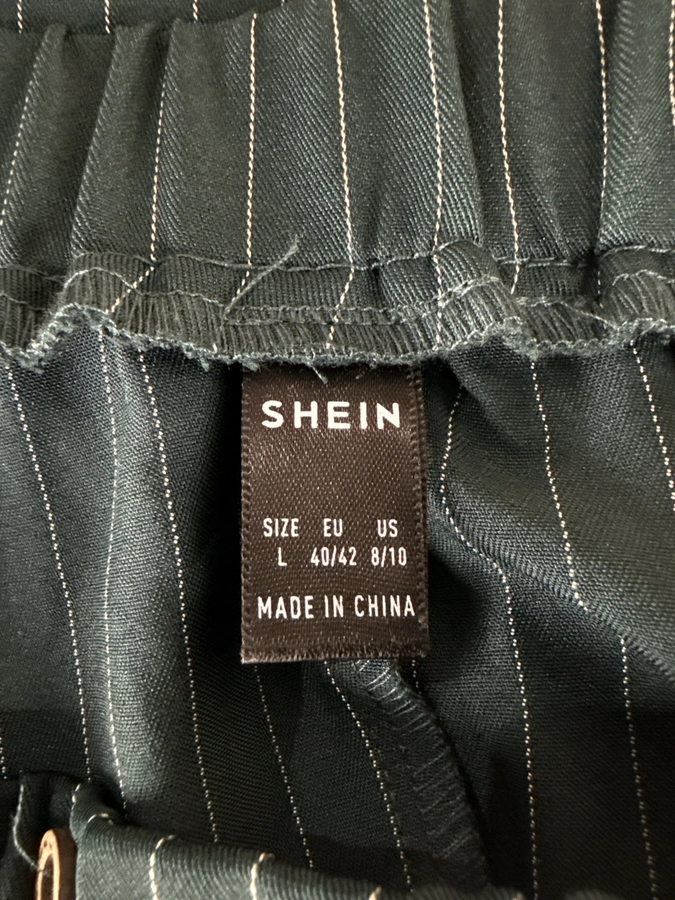 SHEIN
SIZE EU US
L 40/42 8/10
MADE IN CHINA